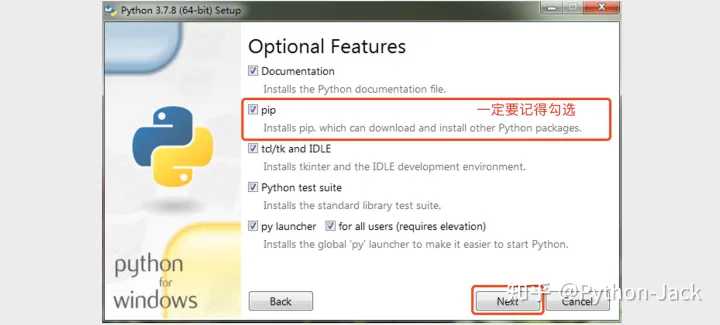 Python 3.7.8 (64-bit) Setup
Optional Features
Documentation
Installs the Python documentation file.
pip 一定要记得勾选
Installs pip, which can download and install other Python packages.
tcl/tk and IDLE
Installs tkinter and the IDLE development environment.
Python test suite
Installs the standard library test suite.
py launcher for all users (requires elevation)
Installs the global 'py' launcher to make it easier to start Python.
python
for
windows
Back Next Cancel
知乎 @Python-Jack